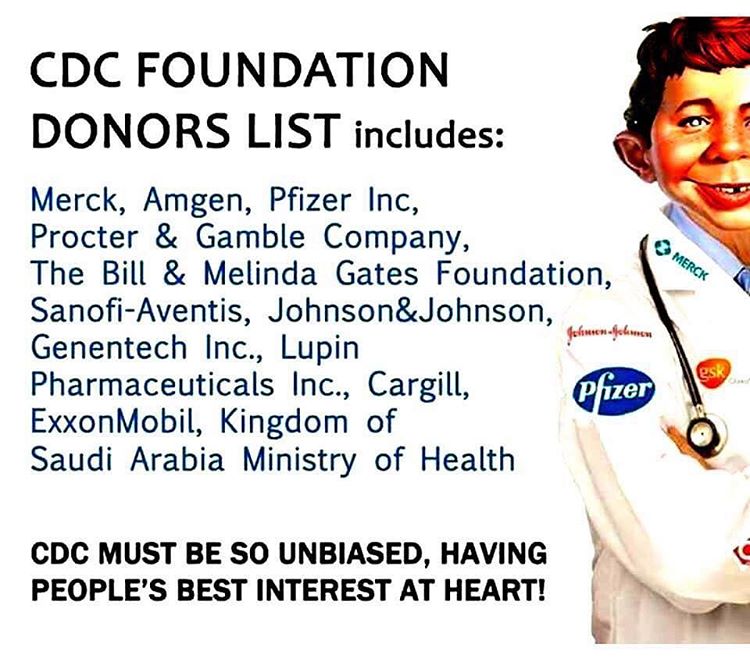 CDC FOUNDATION
DONORS LIST includes:
Merck, Amgen, Pfizer Inc,
Procter & Gamble Company,
The Bill & Melinda Gates Foundation,
Sanofi-Aventis, Johnson&Johnson,
Genentech Inc., Lupin
Pharmaceuticals Inc., Cargill,
ExxonMobil, Kingdom of
Saudi Arabia Ministry of Health
CDC MUST BE SO UNBIASED, HAVING
PEOPLE'S BEST INTEREST AT HEART!
MERCK
Johnson-Johnson
Pfizer
gsk